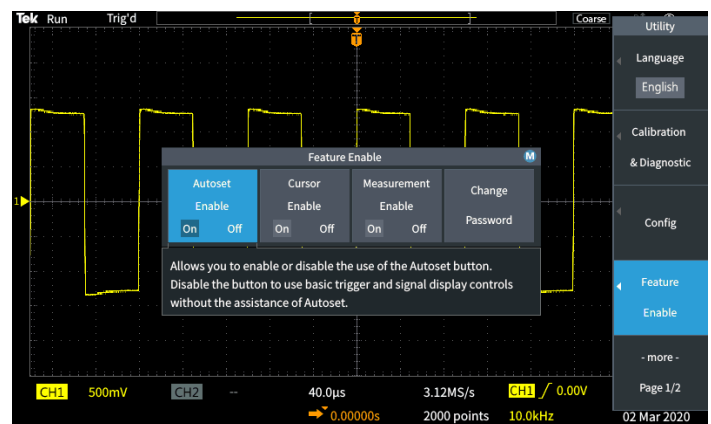 Tek Run Trig'd Coarse
T
T
Utility
Language
English
Calibration
& Diagnostic
Config
Feature
Enable
- more -
Page 1/2
Feature Enable M
Autoset
Enable
On Off
Cursor
Enable
On Off
Measurement
Enable
On Off
Change
Password
Allows you to enable or disable the use of the Autoset button.
Disable the button to use basic trigger and signal display controls
without the assistance of Autoset.
1
CH1 500mV CH2 -- 40.0µs 3.12MS/s CH1 0.00V
0.00000s 2000 points 10.0kHz 02 Mar 2020